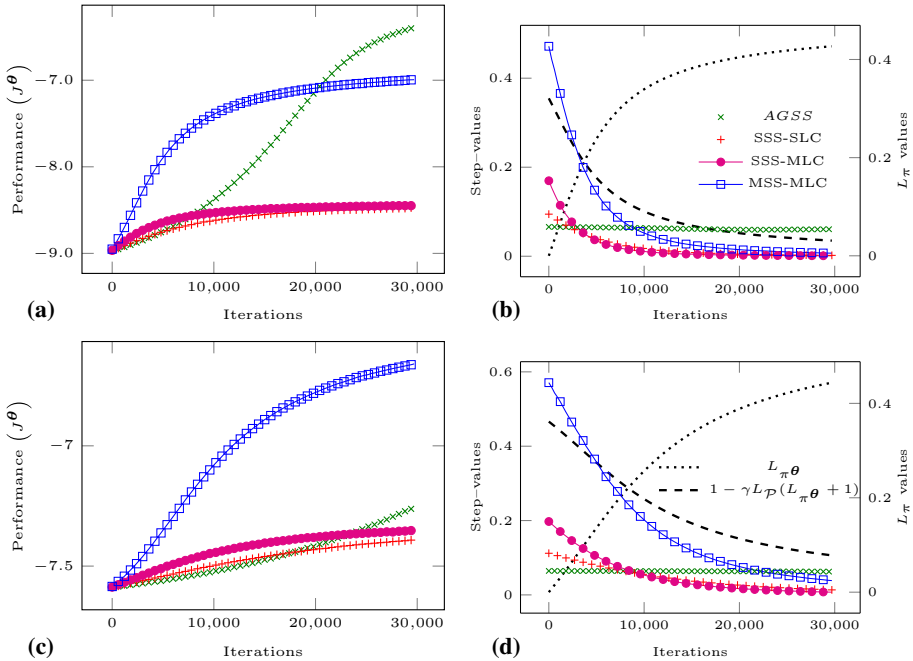 −7.0
−8.0
−9.0
0
10,000
20,000
30,000
Performance (J^θ)
Iterations
(a)
0.4
0.2
0
0
10,000
20,000
30,000
0.4
0.2
0
Step–values
L_π values
AGSS
SSS-SLC
SSS-MLC
MSS-MLC
Iterations
(b)
−7
−7.5
0
10,000
20,000
30,000
Performance (J^θ)
Iterations
(c)
0.6
0.4
0.2
0
0
10,000
20,000
30,000
0.4
0.2
0
Step-values
L_π values
L_π^θ
1 − γL_P(L_π^θ + 1)
Iterations
(d)